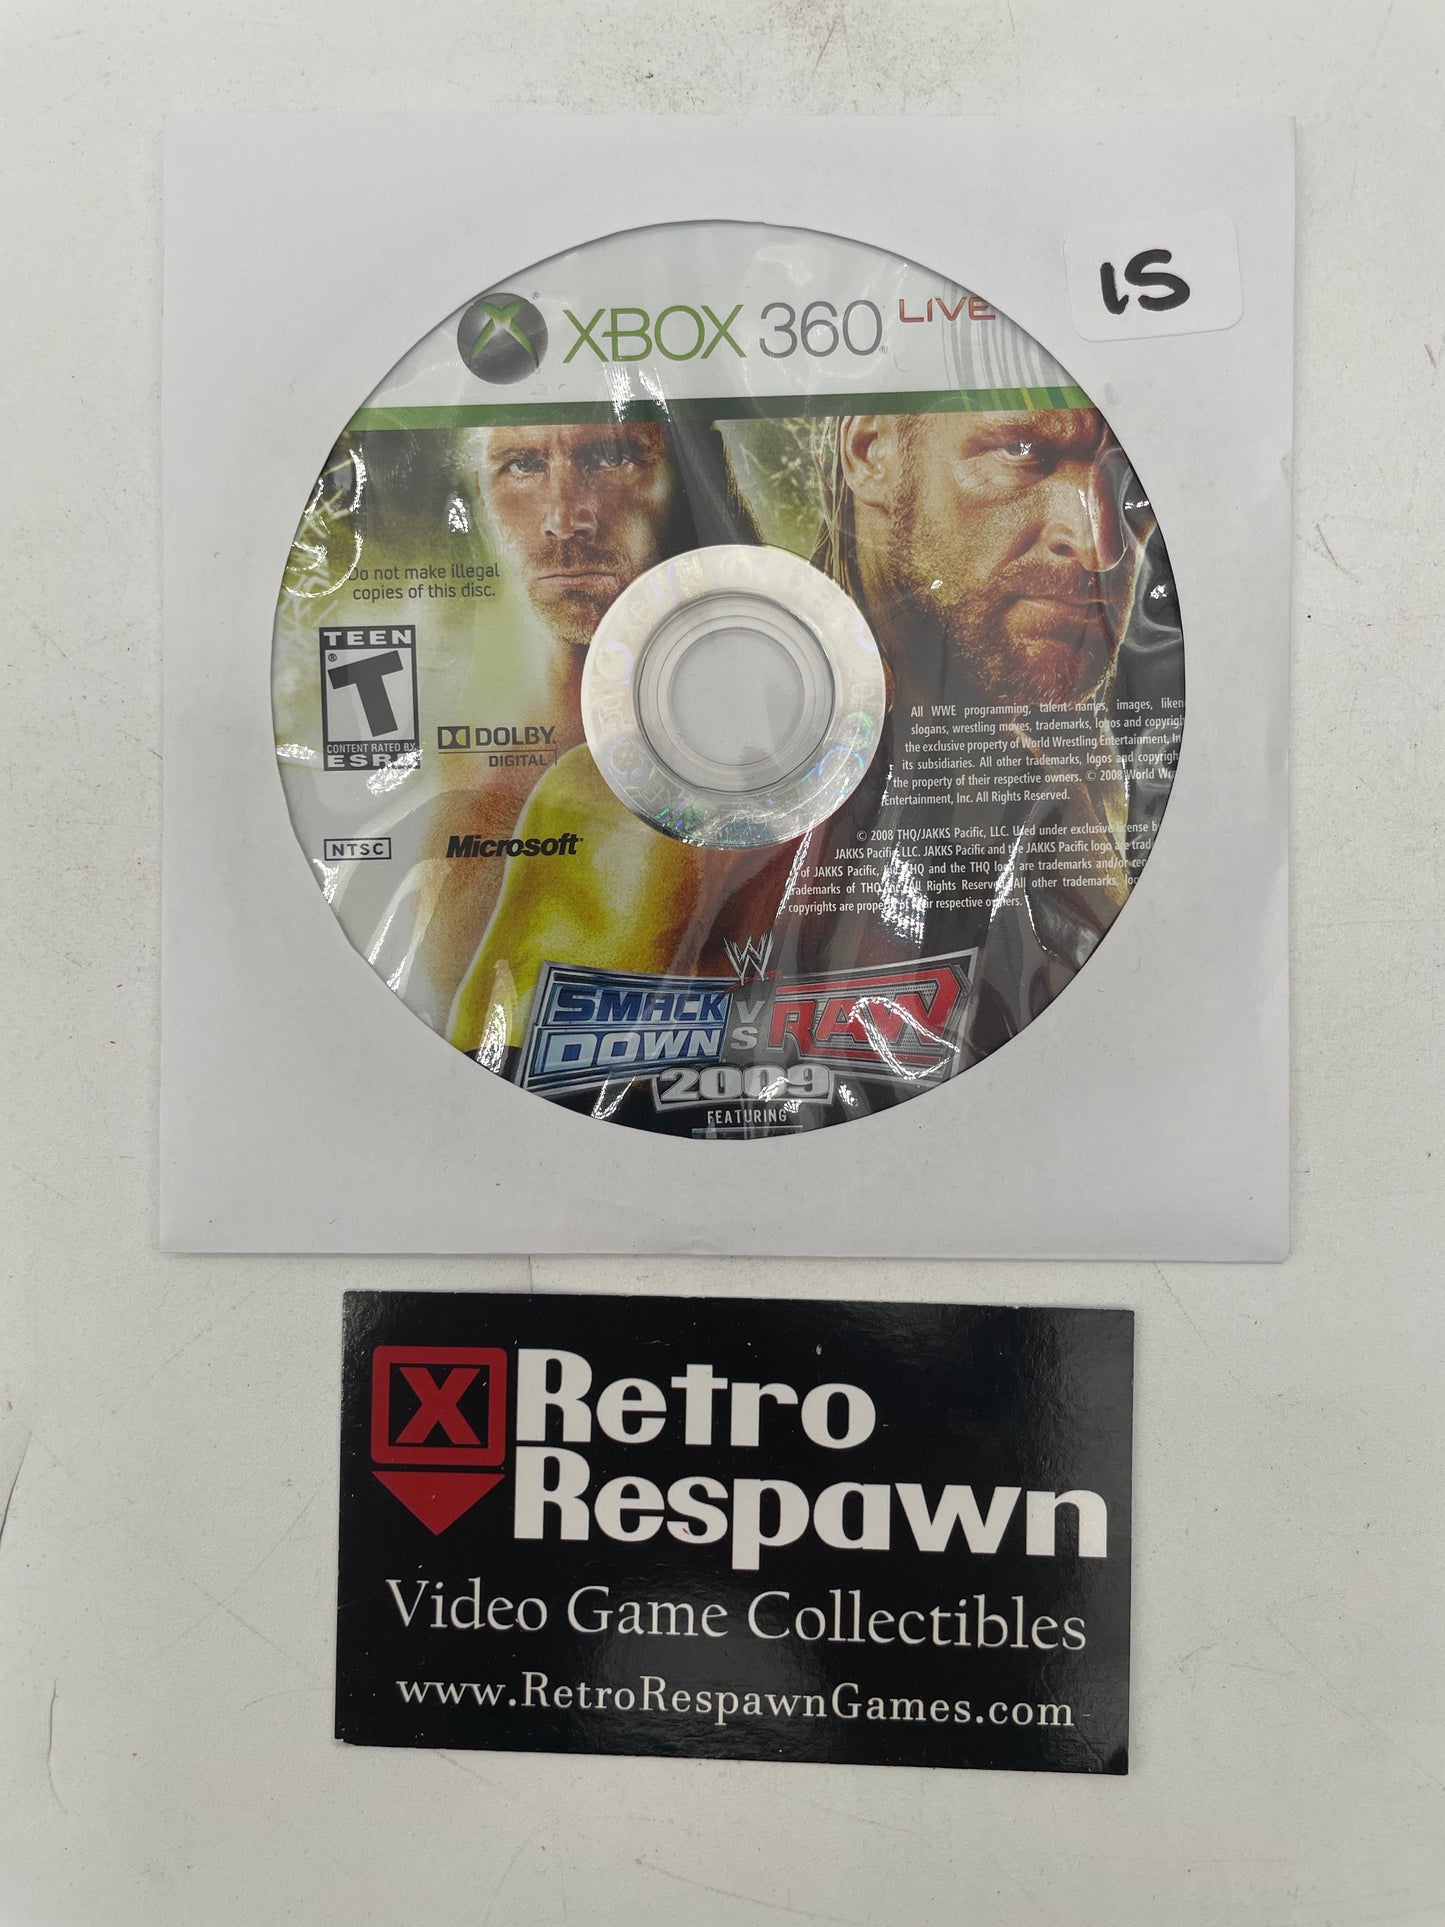 15
XBOX 360 LIVE
Do not make illegal
copies of this disc.
TEEN
T
CONTENT RATED BY
ESRB
DOLBY
DIGITAL
NTSC
Microsoft
All WWE programming, talent names, images,
slogans, wrestling moves, trademarks, logos and
the exclusive property of World Wrestling Entertainment,
its subsidiaries. All other trademarks, logos and
the property of their respective owners. © 2008 World
Entertainment, Inc. All Rights Reserved.
© 2008 THQ/JAKKS Pacific, LLC. Used under exclusive license
JAKKS Pacific, LLC. JAKKS Pacific and the JAKKS Pacific logo are
of JAKKS Pacific, THQ and the THQ logo are trademarks and/or
trademarks of THQ All Rights Reserved. All other trademarks,
copyrights are property of their respective owners.
W
SMACK DOWN VS RAW
2009
FEATURING
X Retro
Respawn
Video Game Collectibles
www.RetroRespawnGames.com